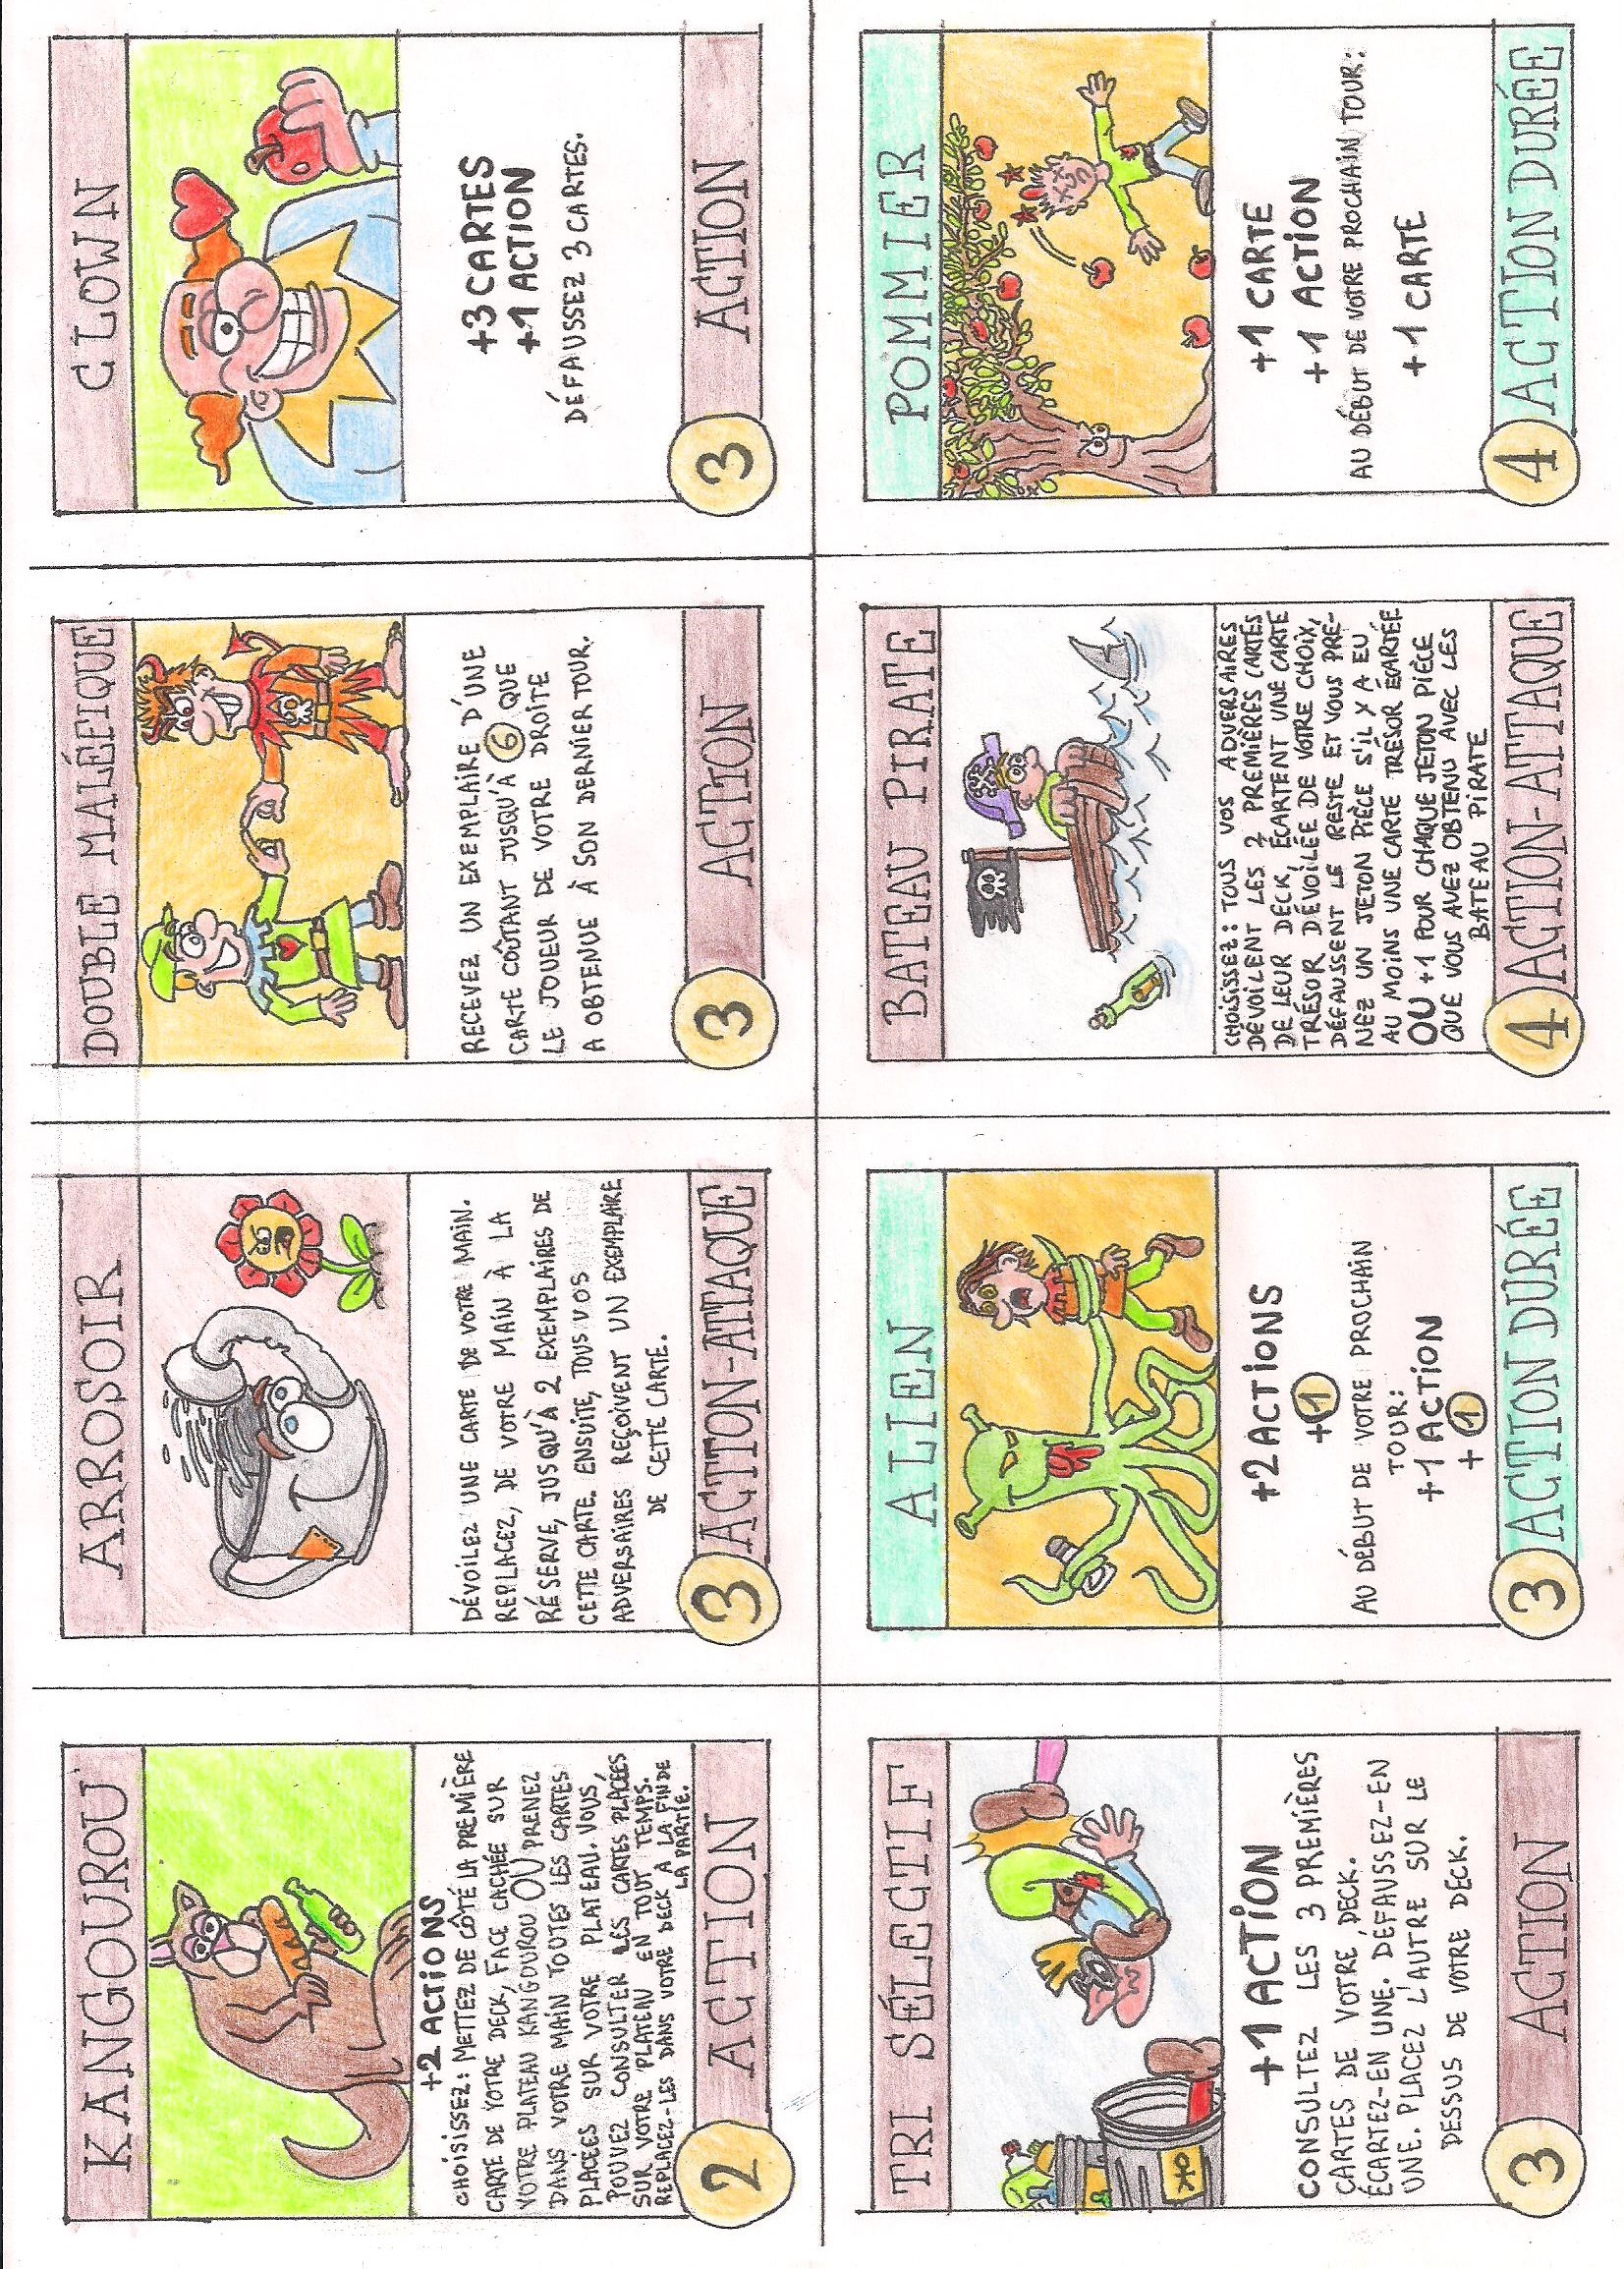 KANGOUROU
+2 ACTIONS
CHOISISSEZ: METTEZ DE CÔTÉ LA PREMIÈRE
CARTE DE VOTRE DECK, FACE CACHÉE SUR
VOTRE PLATEAU KANGOUROU OU PRENEZ
DANS VOTRE MAIN TOUTES LES CARTES
PLACÉES SUR VOTRE PLATEAU. VOUS,
POUVEZ CONSULTER LES CARTES PLACÉES
SUR VOTRE PLATEAU EN TOUT TEMPS.
REPLACEZ-LES DANS VOTRE DECK À LA FIN DE
LA PARTIE.
2 ACTION
ARROSOIR
DÉVOILEZ UNE CARTE DE VOTRE MAIN.
REPLACEZ, DE VOTRE MAIN À LA
RÉSERVE, JUSQU'À 2 EXEMPLAIRES DE
CETTE CARTE. ENSUITE, TOUS VOS
ADVERSAIRES REÇOIVENT UN EXEMPLAIRE
DE CETTE CARTE.
3 ACTION-ATTAQUE
DOUBLE MALÉFIQUE
RECEVEZ UN EXEMPLAIRE D'UNE
CARTE COÛTANT JUSQU'À 6 QUE
LE JOUEUR DE VOTRE DROITE
A OBTENUE À SON DERNIER TOUR.
3 ACTION
CLOWN
+3 CARTES
+1 ACTION
DÉFAUSSEZ 3 CARTES.
3 ACTION
TRI SÉLECTIF
+1 ACTION
CONSULTEZ LES 3 PREMIÈRES
CARTES DE VOTRE DECK.
ÉCARTEZ-EN UNE. DÉFAUSSEZ-EN
UNE. PLACEZ L'AUTRE SUR LE
DESSUS DE VOTRE DECK.
3 ACTION
ALIEN
+2 ACTIONS
+1
AU DÉBUT DE VOTRE PROCHAIN
TOUR:
+1 ACTION
+1
3 ACTION DURÉE
BATEAU PIRATE
CHOISISSEZ: TOUS VOS ADVERSAIRES
DÉVOILENT LES 2 PREMIÈRES CARTES
DE LEUR DECK, ÉCARTENT UNE CARTE
TRÉSOR DÉVOILÉE DE VOTRE CHOIX,
DÉFAUSSENT LE RESTE ET VOUS PRE-
NEZ UN JETON PIÈCE S'IL Y A EU
AU MOINS UNE CARTE TRÉSOR ÉCARTÉE
OU +1 POUR CHAQUE JETON PIÈCE
QUE VOUS AVEZ OBTENU AVEC LES
BATEAU PIRATE
4 ACTION-ATTAQUE
POMMIER
+1 CARTE
+1 ACTION
AU DÉBUT DE VOTRE PROCHAIN TOUR:
+1 CARTE
4 ACTION DURÉE